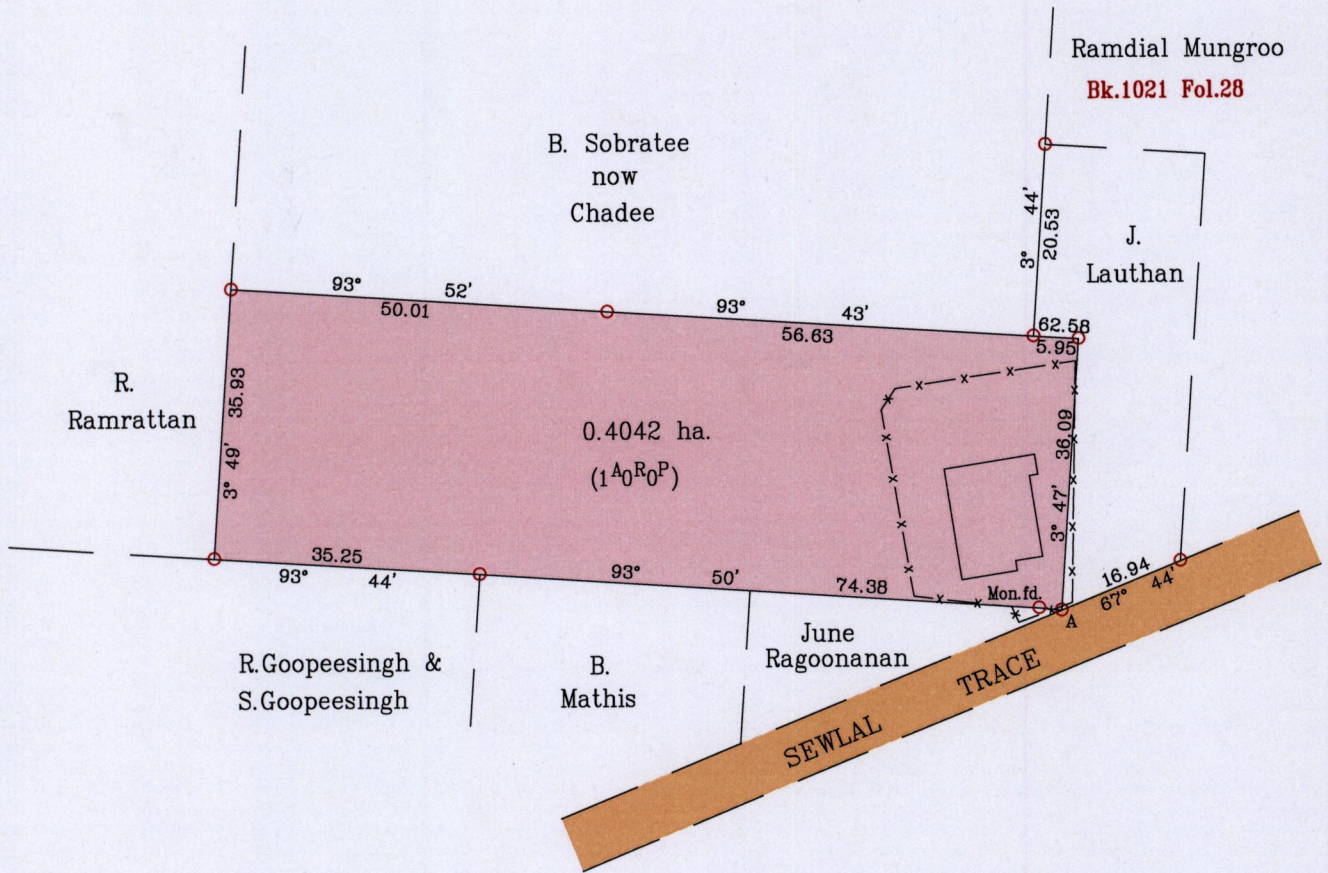 Ramdial Mungroo
Bk.1021 Fol.28
B. Sobratee
now
Chadee
3° 44'
20.53
J.
Lauthan
93° 52'
50.01
93° 43'
56.63
62.58
5.95
R.
Ramrattan
3° 49'
35.93
0.4042 ha.
(1ᴬ0ᴿ0ᴾ)
36.09
3° 47'
35.25
93° 44'
93° 50'
74.38
Mon.fd.
A
16.94
67° 44'
R.Goopeesingh &
S.Goopeesingh
B.
Mathis
June
Ragoonanan
SEWLAL TRACE